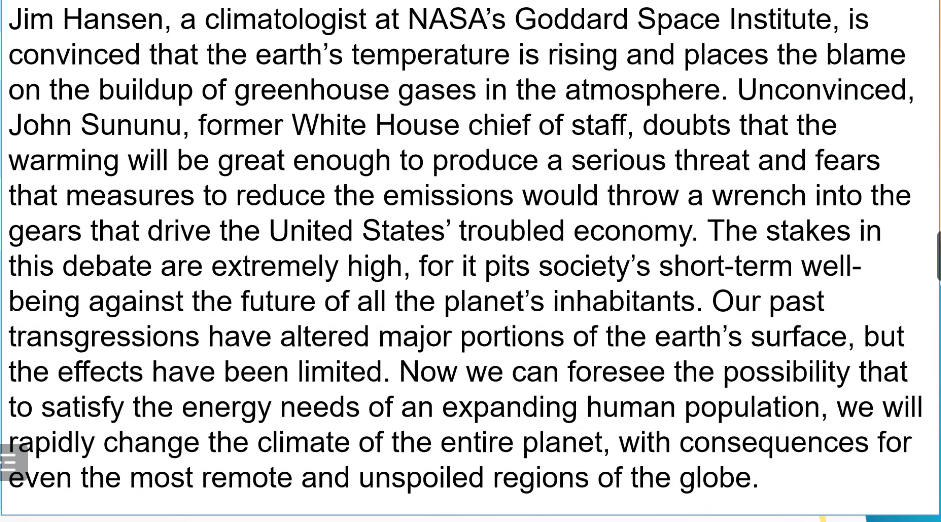 Jim Hansen, a climatologist at NASA’s Goddard Space Institute, is
convinced that the earth’s temperature is rising and places the blame
on the buildup of greenhouse gases in the atmosphere. Unconvinced,
John Sununu, former White House chief of staff, doubts that the
warming will be great enough to produce a serious threat and fears
that measures to reduce the emissions would throw a wrench into the
gears that drive the United States’ troubled economy. The stakes in
this debate are extremely high, for it pits society’s short-term well-
being against the future of all the planet’s inhabitants. Our past
transgressions have altered major portions of the earth’s surface, but
the effects have been limited. Now we can foresee the possibility that
to satisfy the energy needs of an expanding human population, we will
rapidly change the climate of the entire planet, with consequences for
even the most remote and unspoiled regions of the globe.